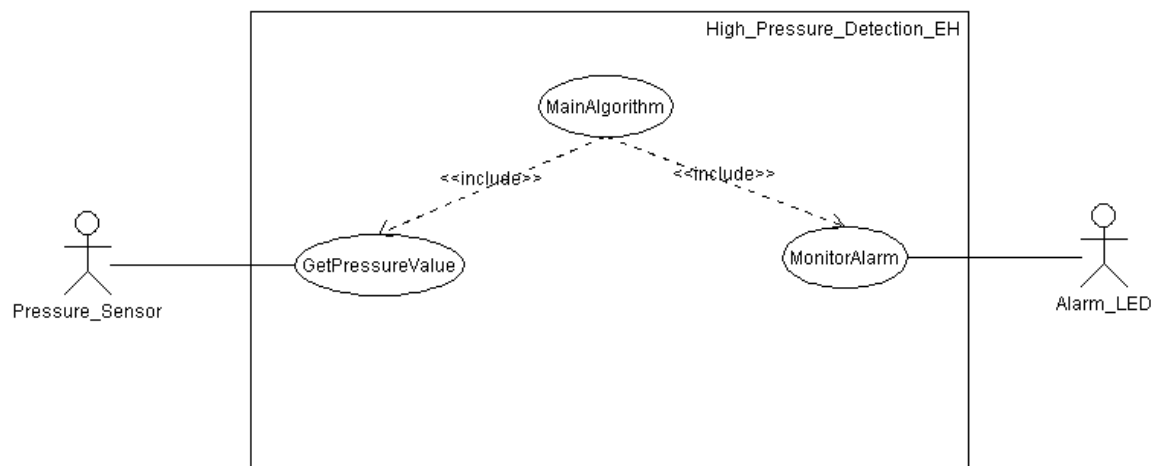 High_Pressure_Detection_EH
MainAlgorithm
<<include>>
<<include>>
GetPressureValue
MonitorAlarm
Pressure_Sensor
Alarm_LED